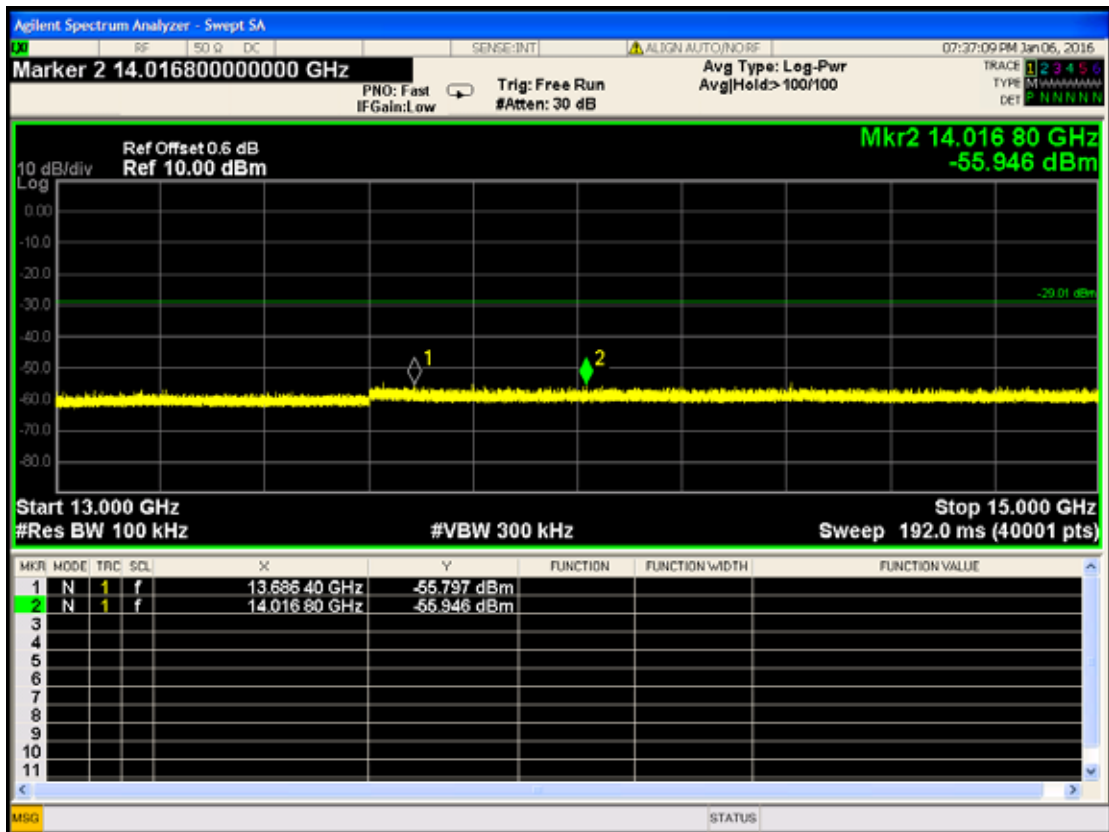 Agilent Spectrum Analyzer - Swept SA
LXI RF 50 Ω DC SENSE:INT ALIGN AUTO/NO RF 07:37:09 PM Jan 06, 2016
Marker 2 14.016800000000 GHz
PNO: Fast
IFGain:Low
Trig: Free Run
#Atten: 30 dB
Avg Type: Log-Pwr
Avg|Hold:> 100/100
TRACE 1 2 3 4 5 6
TYPE M WWWWW
DET P N N N N N
Mkr2 14.016 80 GHz
-55.946 dBm
Ref Offset 0.6 dB
10 dB/div Ref 10.00 dBm
Log
0.00
-10.0
-20.0
-29.01 dBm
-30.0
-40.0
1 2
-50.0
-60.0
-70.0
-80.0
Start 13.000 GHz Stop 15.000 GHz
#Res BW 100 kHz #VBW 300 kHz Sweep 192.0 ms (40001 pts)
MKR MODE TRC SCL X Y FUNCTION FUNCTION WIDTH FUNCTION VALUE
1 N 1 f 13.686 40 GHz -55.797 dBm
2 N 1 f 14.016 80 GHz -55.946 dBm
3
4
5
6
7
8
9
10
11
MSG STATUS